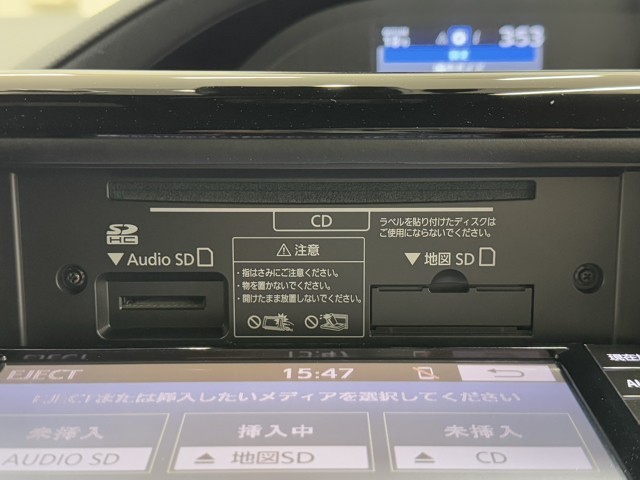 353
CD
ラベルを貼り付けたディスクは
ご使用にならないでください。
SD
HC
▼Audio SD
⚠注意
・指はさみにご注意ください。
・物を置かないでください。
・開けたまま放置しないでください。
▼地図 SD
EJECT
15:47
EJECTまたは挿入したいメディアを選択してください
未挿入
AUDIO SD
挿入中
地図SD
未挿入
CD